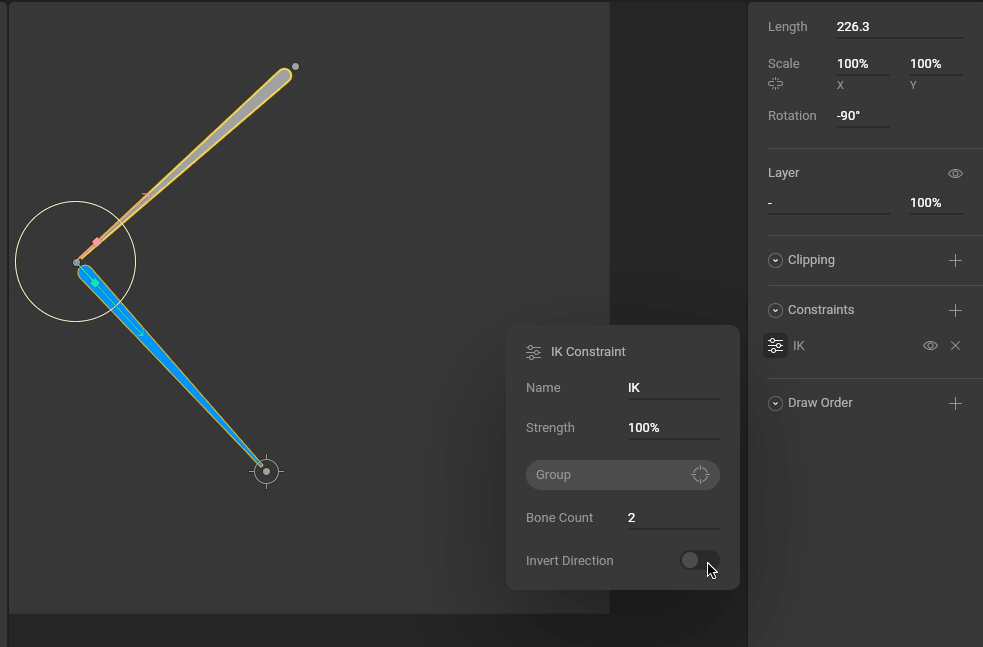 Length 226.3
Scale 100% 100%
X Y
Rotation -90°
Layer
- 100%
Clipping
Constraints
IK
Draw Order
IK Constraint
Name IK
Strength 100%
Group
Bone Count 2
Invert Direction